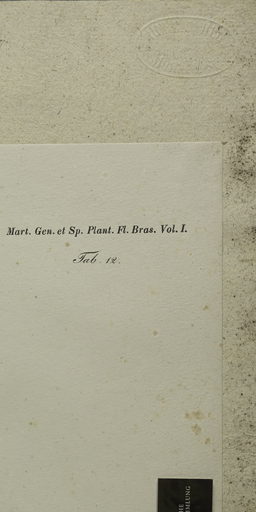 Mart. Gen. et Sp. Plant. Fl. Bras. Vol. I.
Tab. 12.